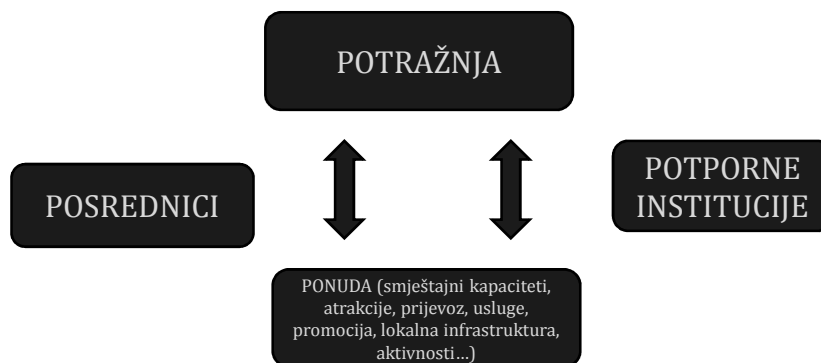 POTRAŽNJA
POSREDNICI
POTPORNE
INSTITUCIJE
PONUDA (smještajni kapaciteti,
atrakcije, prijevoz, usluge,
promocija, lokalna infrastruktura,
aktivnosti...)